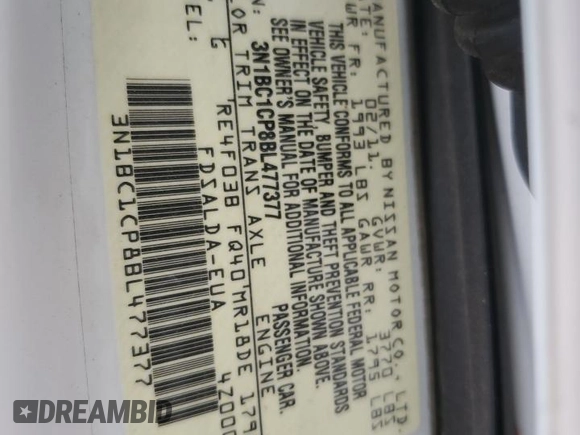 MANUFACTURED BY NISSAN MOTOR CO., LTD.
DATE: 02/11 GVWR: 3770 LBS
GAWR FR: 1993 LBS GAWR RR: 1795 LBS
THIS VEHICLE CONFORMS TO ALL APPLICABLE FEDERAL MOTOR
VEHICLE SAFETY, BUMPER, AND THEFT PREVENTION STANDARDS
IN EFFECT ON THE DATE OF MANUFACTURE SHOWN ABOVE.
SEE OWNER'S MANUAL FOR ADDITIONAL INFORMATION.
3N1BC1CP8BL477377 PASSENGER CAR
TRIM TRANS AXLE ENGINE
G RE4F03B FQ40 MR18DE 179
FDSALDA-EUA 4Z000
3N1BC1CP8BL477377
DREAMBID